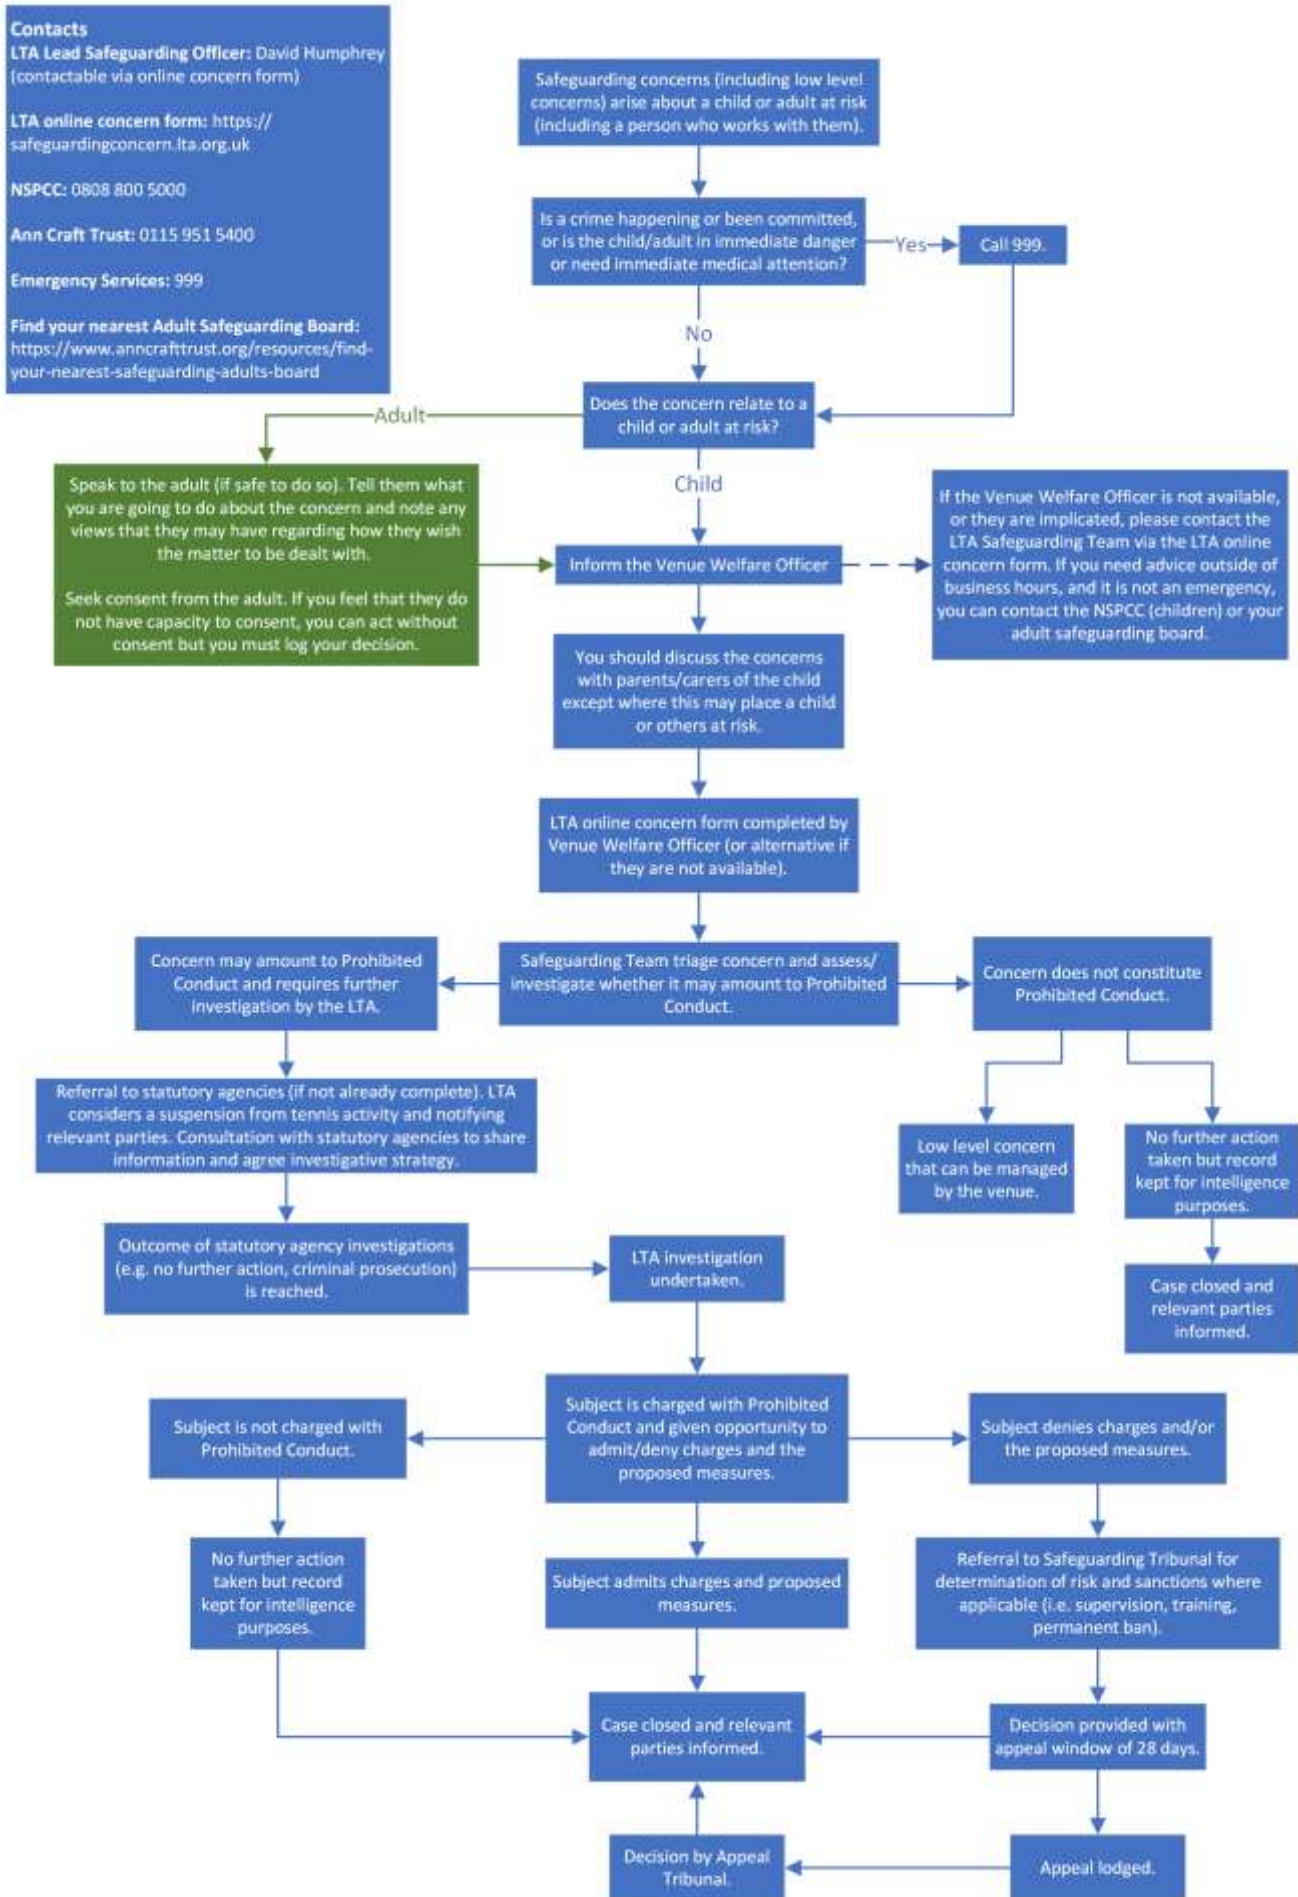 Contacts
LTA Lead Safeguarding Officer: David Humphrey
(contactable via online concern form)
LTA online concern form: https://
safeguardingconcern.lta.org.uk
NSPCC: 0808 800 5000
Ann Craft Trust: 0115 951 5400
Emergency Services: 999
Find your nearest Adult Safeguarding Board:
https://www.anncrafttrust.org/resources/find-
your-nearest-safeguarding-adults-board
Safeguarding concerns (including low level
concerns) arise about a child or adult at risk
(including a person who works with them).
Is a crime happening or been committed,
or is the child/adult in immediate danger
or need immediate medical attention?
Yes
Call 999.
No
Does the concern relate to a
child or adult at risk?
Adult
Speak to the adult (if safe to do so). Tell them what
you are going to do about the concern and note any
views that they may have regarding how they wish
the matter to be dealt with.
Seek consent from the adult. If you feel that they do
not have capacity to consent, you can act without
consent but you must log your decision.
Child
Inform the Venue Welfare Officer
If the Venue Welfare Officer is not available,
or they are implicated, please contact the
LTA Safeguarding Team via the LTA online
concern form. If you need advice outside of
business hours, and it is not an emergency,
you can contact the NSPCC (children) or your
adult safeguarding board.
You should discuss the concerns
with parents/carers of the child
except where this may place a child
or others at risk.
LTA online concern form completed by
Venue Welfare Officer (or alternative if
they are not available).
Safeguarding Team triage concern and assess/
investigate whether it may amount to Prohibited
Conduct.
Concern may amount to Prohibited
Conduct and requires further
investigation by the LTA.
Concern does not constitute
Prohibited Conduct.
Referral to statutory agencies (if not already complete). LTA
considers a suspension from tennis activity and notifying
relevant parties. Consultation with statutory agencies to share
information and agree investigative strategy.
Low level concern
that can be managed
by the venue.
No further action
taken but record
kept for intelligence
purposes.
Outcome of statutory agency investigations
(e.g. no further action, criminal prosecution)
is reached.
LTA investigation
undertaken.
Case closed and
relevant parties
informed.
Subject is not charged with
Prohibited Conduct.
Subject is charged with Prohibited
Conduct and given opportunity to
admit/deny charges and the
proposed measures.
Subject denies charges and/or
the proposed measures.
No further action
taken but record
kept for intelligence
purposes.
Subject admits charges and proposed
measures.
Referral to Safeguarding Tribunal for
determination of risk and sanctions where
applicable (i.e. supervision, training,
permanent ban).
Case closed and relevant
parties informed.
Decision provided with
appeal window of 28 days.
Decision by Appeal
Tribunal.
Appeal lodged.